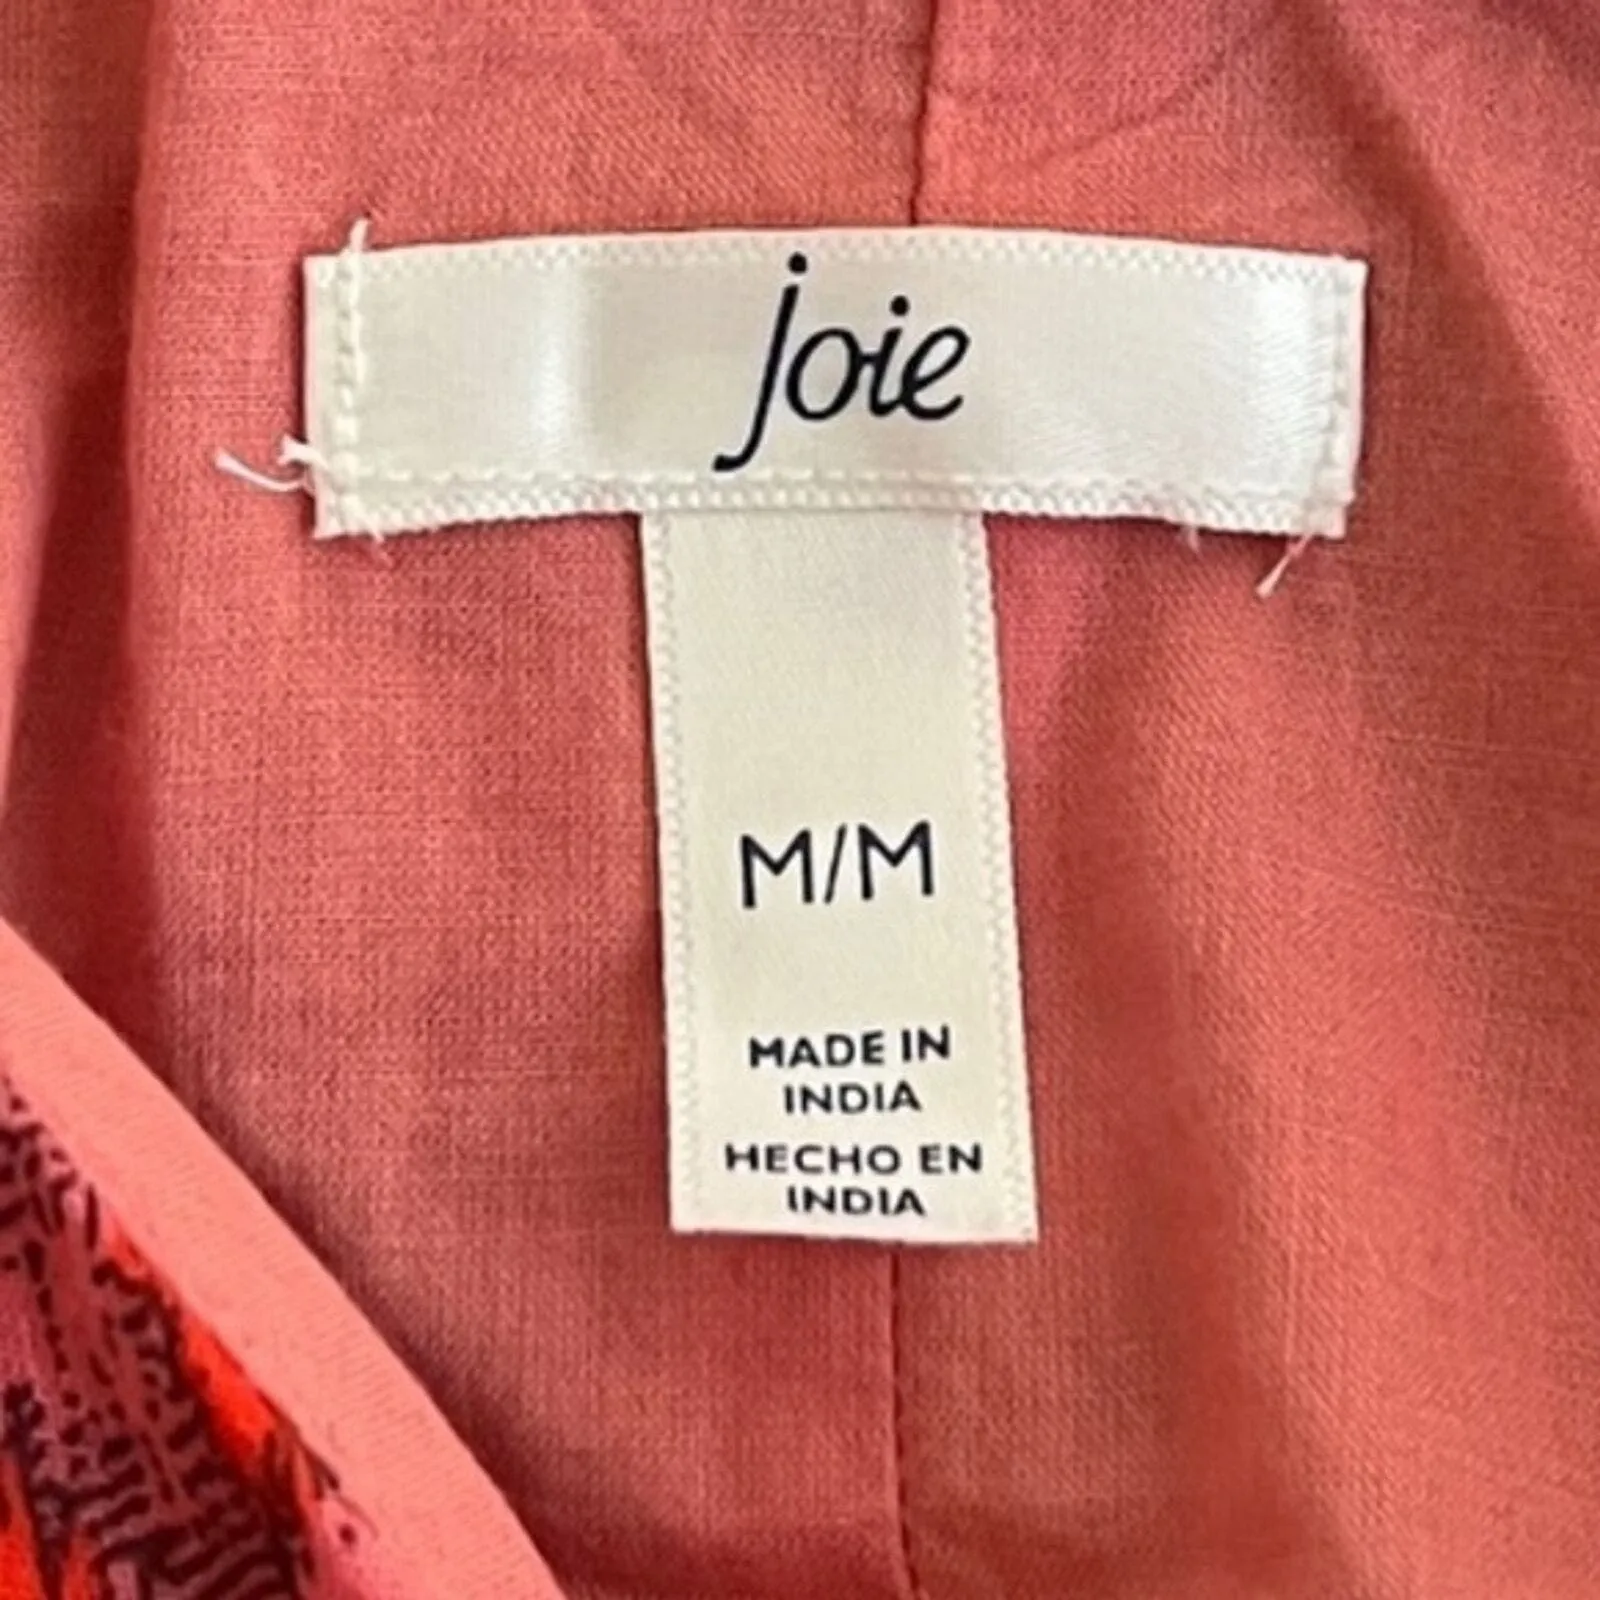 joie
M/M
MADE IN
INDIA
HECHO EN
INDIA